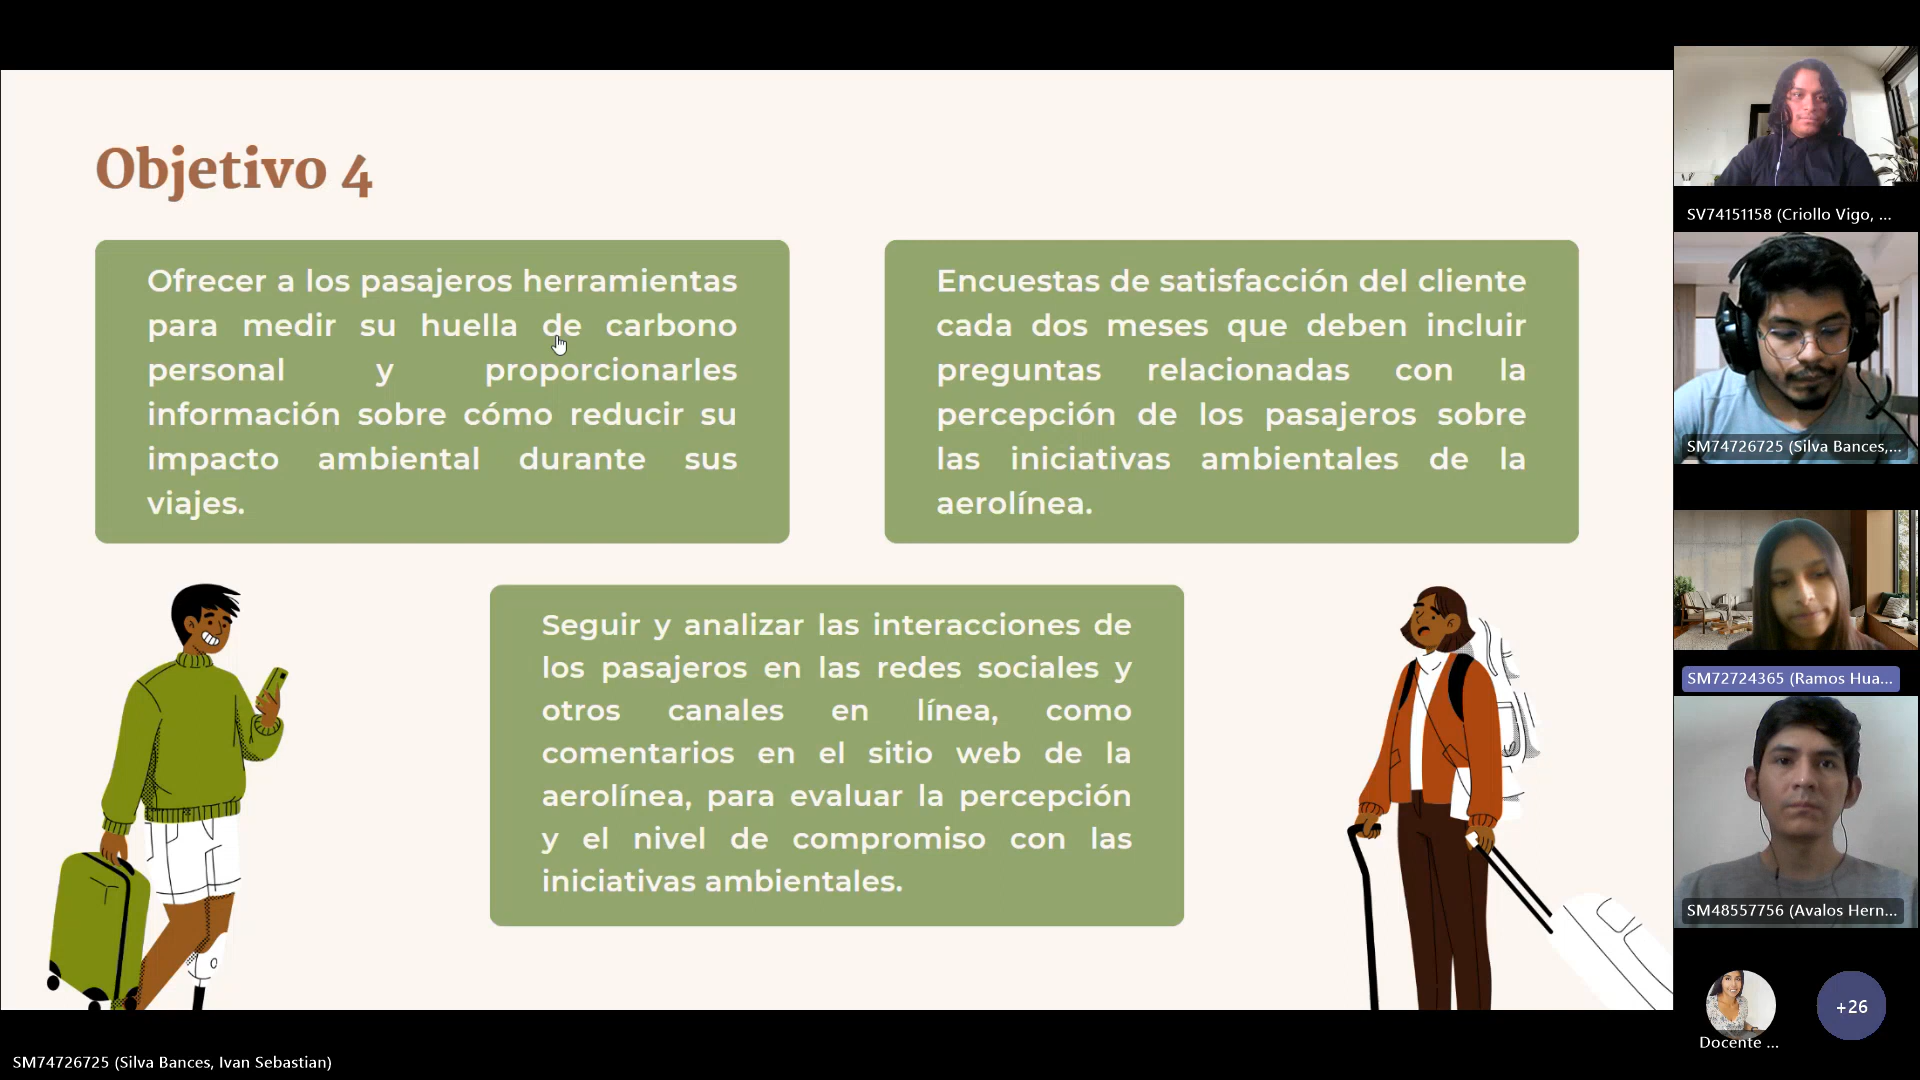 Objetivo 4
Ofrecer a los pasajeros herramientas
para medir su huella de carbono
personal y proporcionarles
información sobre cómo reducir su
impacto ambiental durante sus
viajes.
Encuestas de satisfacción del cliente
cada dos meses que deben incluir
preguntas relacionadas con la
percepción de los pasajeros sobre
las iniciativas ambientales de la
aerolínea.
Seguir y analizar las interacciones de
los pasajeros en las redes sociales y
otros canales en línea, como
comentarios en el sitio web de la
aerolínea, para evaluar la percepción
y el nivel de compromiso con las
iniciativas ambientales.
SV74151158 (Criollo Vigo, ...
SM74726725 (Silva Bances,...
SM72724365 (Ramos Hua...
SM48557756 (Avalos Hern...
Docente ...
+26
SM74726725 (Silva Bances, Ivan Sebastian)